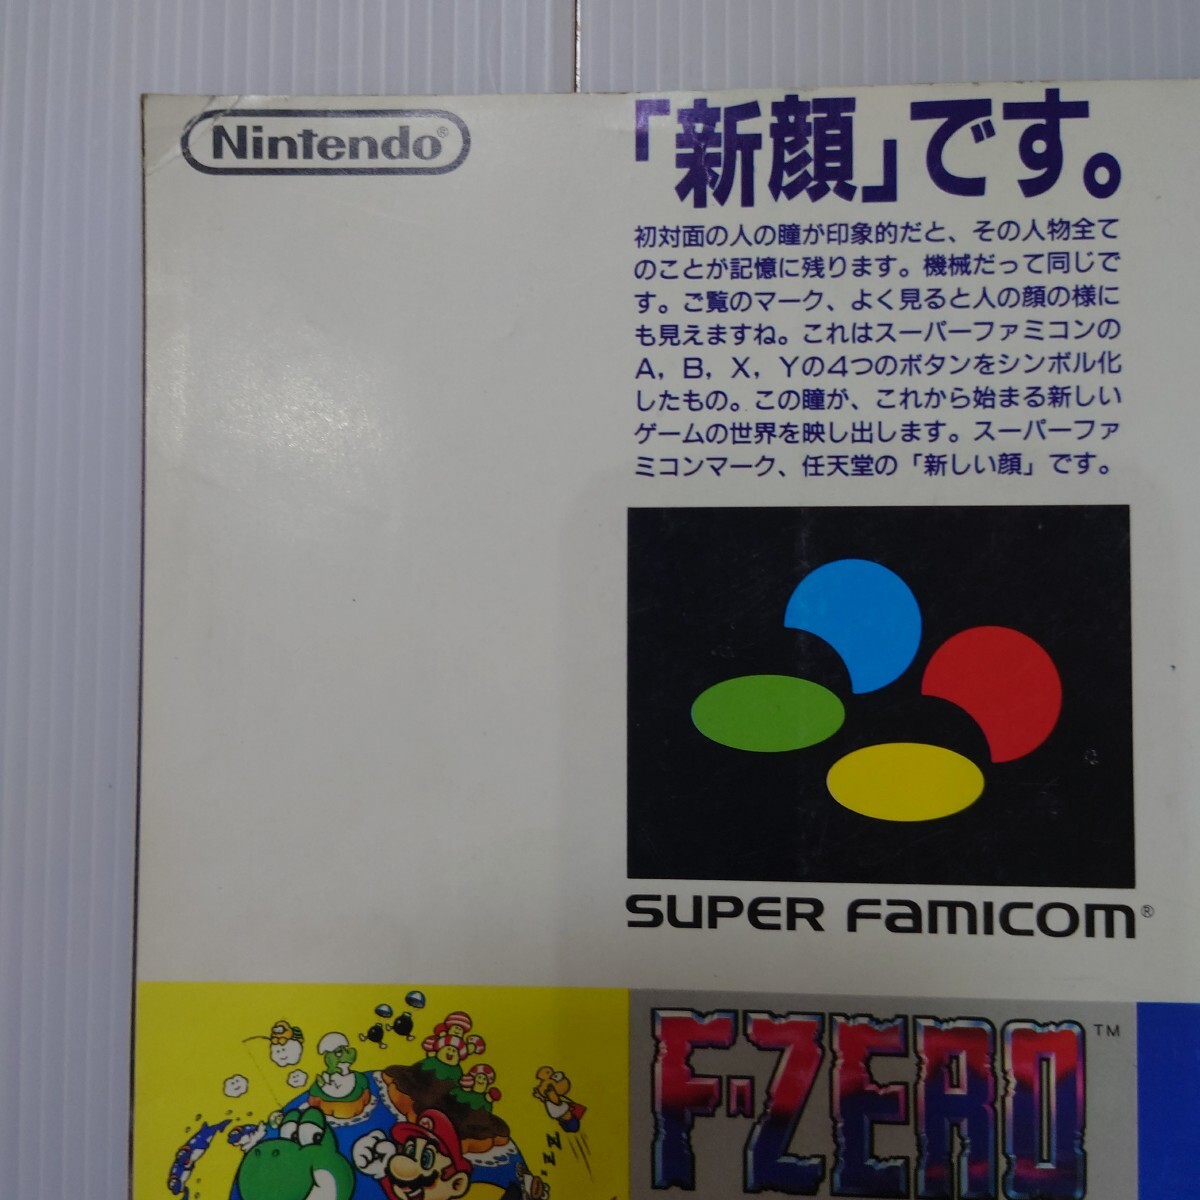 Nintendo®
「新顔」です。
初対面の人の瞳が印象的だと、その人物全て
のことが記憶に残ります。機械だって同じで
す。ご覧のマーク、よく見ると人の顔の様に
も見えますね。これはスーパーファミコンの
A，B，X，Yの4つのボタンをシンボル化
したもの。この瞳が、これから始まる新しい
ゲームの世界を映し出します。スーパーファ
ミコンマーク、任天堂の「新しい顔」です。
SUPER FAMICOM®
F-ZERO™
zzz